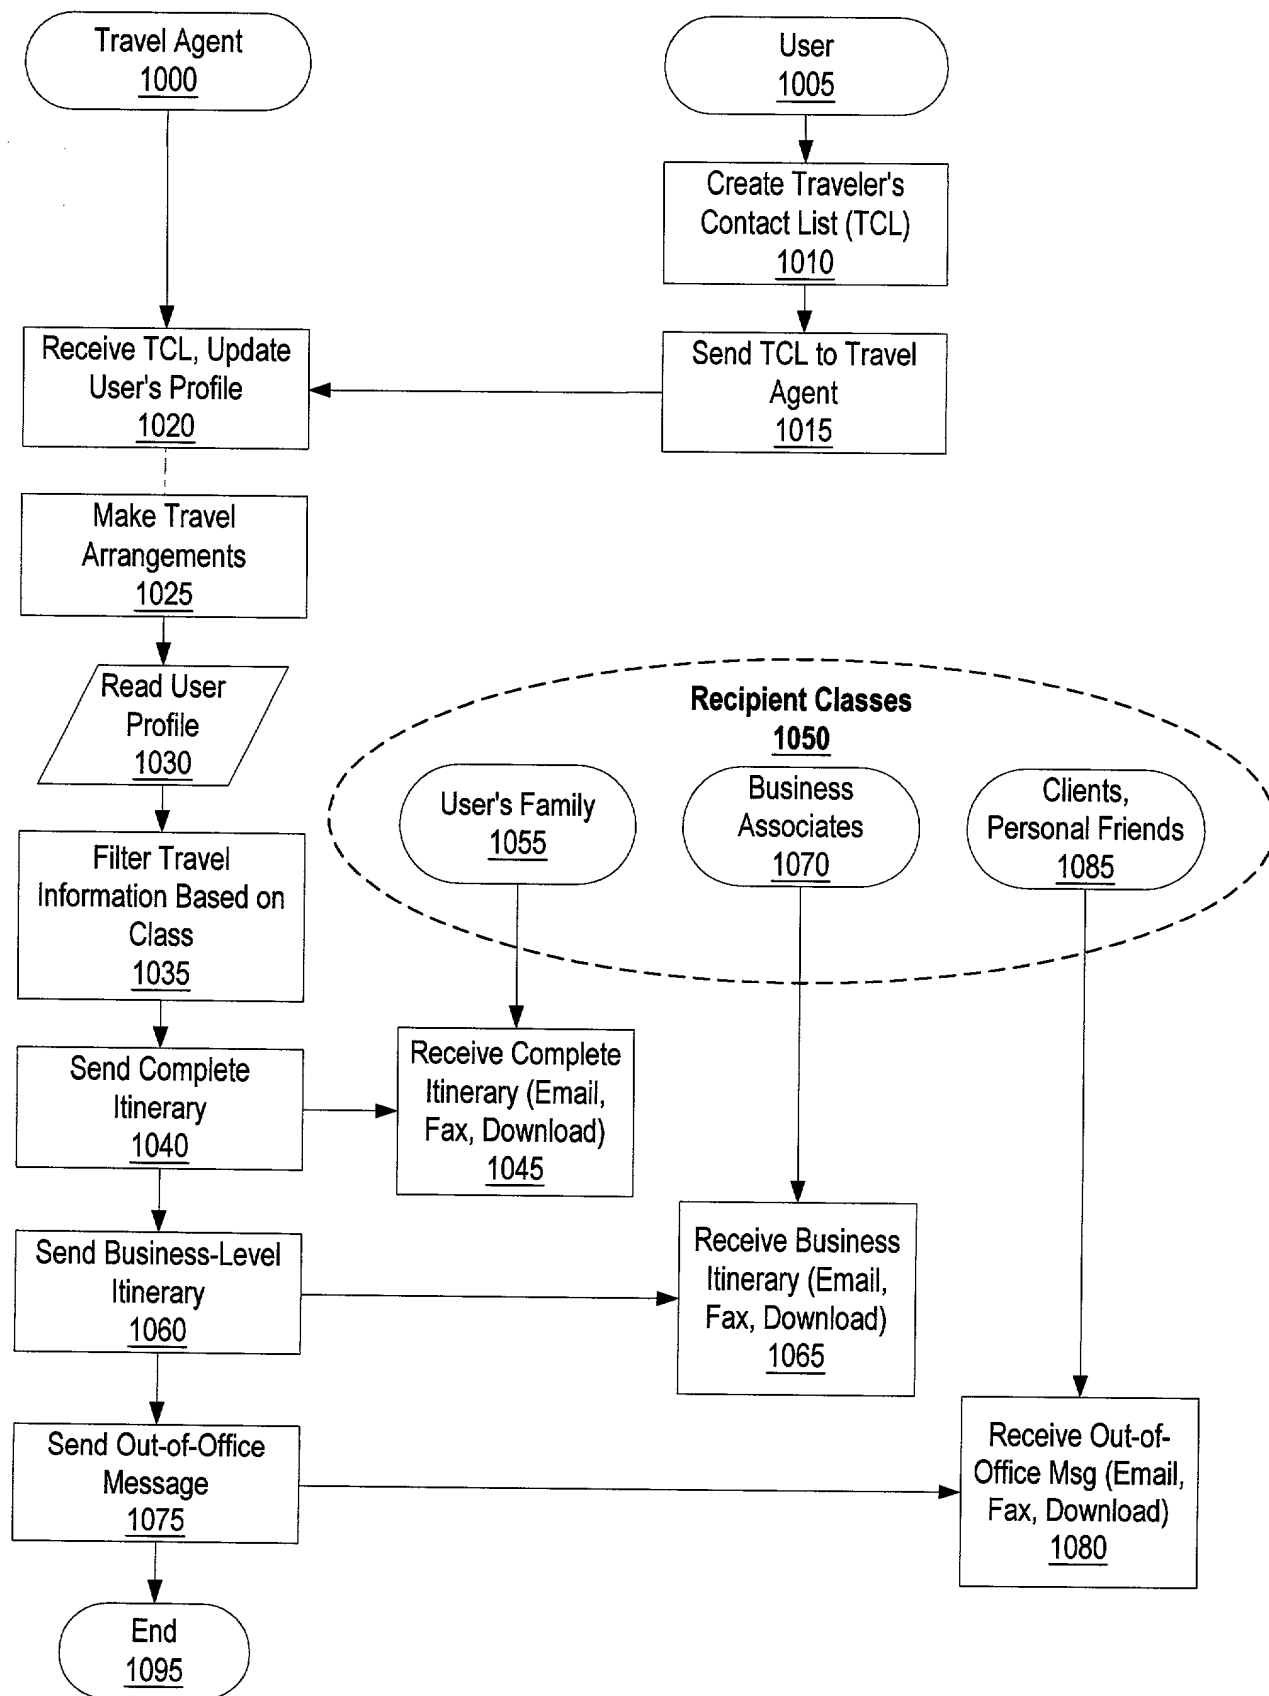 Travel Agent
1000
User
1005
Create Traveler's
Contact List (TCL)
1010
Receive TCL, Update
User's Profile
1020
Send TCL to Travel
Agent
1015
Make Travel
Arrangements
1025
Read User
Profile
1030
Recipient Classes
1050
User's Family
1055
Business
Associates
1070
Clients,
Personal Friends
1085
Filter Travel
Information Based on
Class
1035
Send Complete
Itinerary
1040
Receive Complete
Itinerary (Email,
Fax, Download)
1045
Send Business-Level
Itinerary
1060
Receive Business
Itinerary (Email,
Fax, Download)
1065
Send Out-of-Office
Message
1075
Receive Out-of-
Office Msg (Email,
Fax, Download)
1080
End
1095